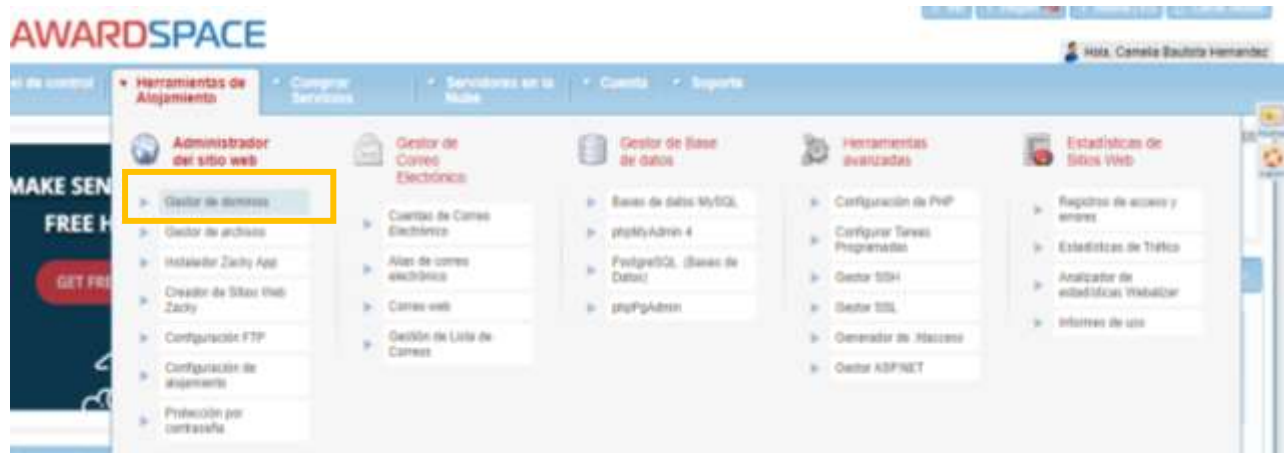 AWARDSPACE
Hola, Camelia Bautista Hernandez
de control
Herramientas de
Alojamiento
Comprar
Servicios
Servidores en la
Nube
Cuenta
Soporte
Administrador
del sitio web
Gestor de dominios
Gestor de archivos
Instalador Zacky App
Creador de Sitios Web
Zacky
Configuración FTP
Configuración de
alojamiento
Protección por
contraseña
Gestor de
Correo
Electrónico
Cuentas de Correo
Electrónico
Alias de correo
electrónico
Correo web
Gestión de Lista de
Correos
Gestor de Base
de datos
Bases de datos MySQL
phpMyAdmin 4
PostgreSQL (Bases de
Datos)
phpPgAdmin
Herramientas
avanzadas
Configuración de PHP
Configurar Tareas
Programadas
Gestor SSH
Gestor SSL
Generador de .htaccess
Gestor ASP.NET
Estadísticas de
Sitios Web
Registros de acceso y
errores
Estadísticas de Tráfico
Analizador de
estadísticas Webalizer
Informes de uso
MAKE SEN
FREE H
GET FRE